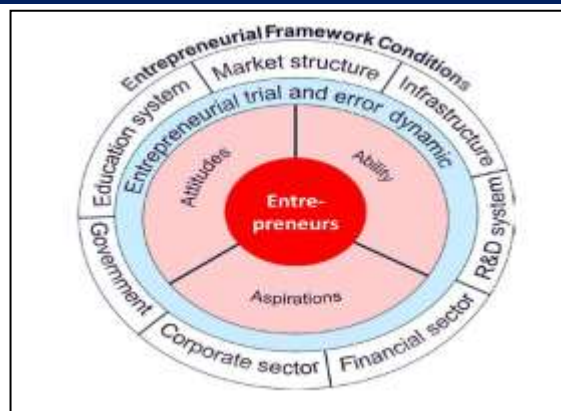 Entrepreneurial Framework Conditions
Market structure
Infrastructure
R&D system
Financial sector
Corporate sector
Government
Education system
Entrepreneurial trial and error dynamic
Attitudes
Ability
Aspirations
Entre-
preneurs